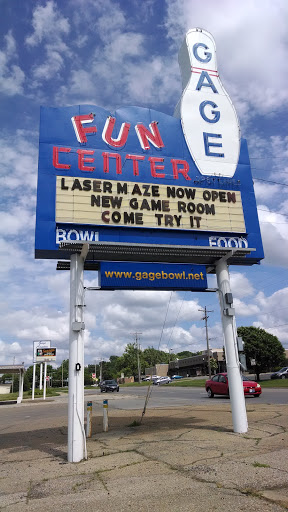 GAGE
FUN
CENTER
LASER MAZE NOW OPEN
NEW GAME ROOM
COME TRY IT
BOWL
FOOD
www.gagebowl.net